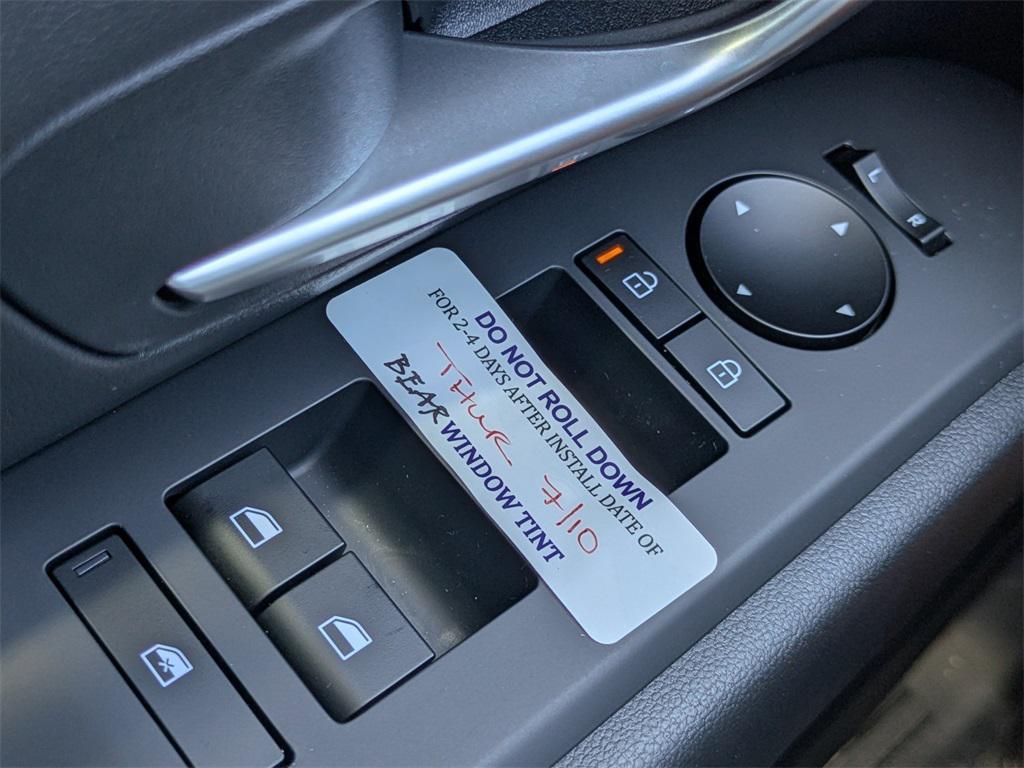 DO NOT ROLL DOWN
FOR 2-4 DAYS AFTER INSTALL DATE OF
THUR 7/10
BEAR WINDOW TINT
L
R